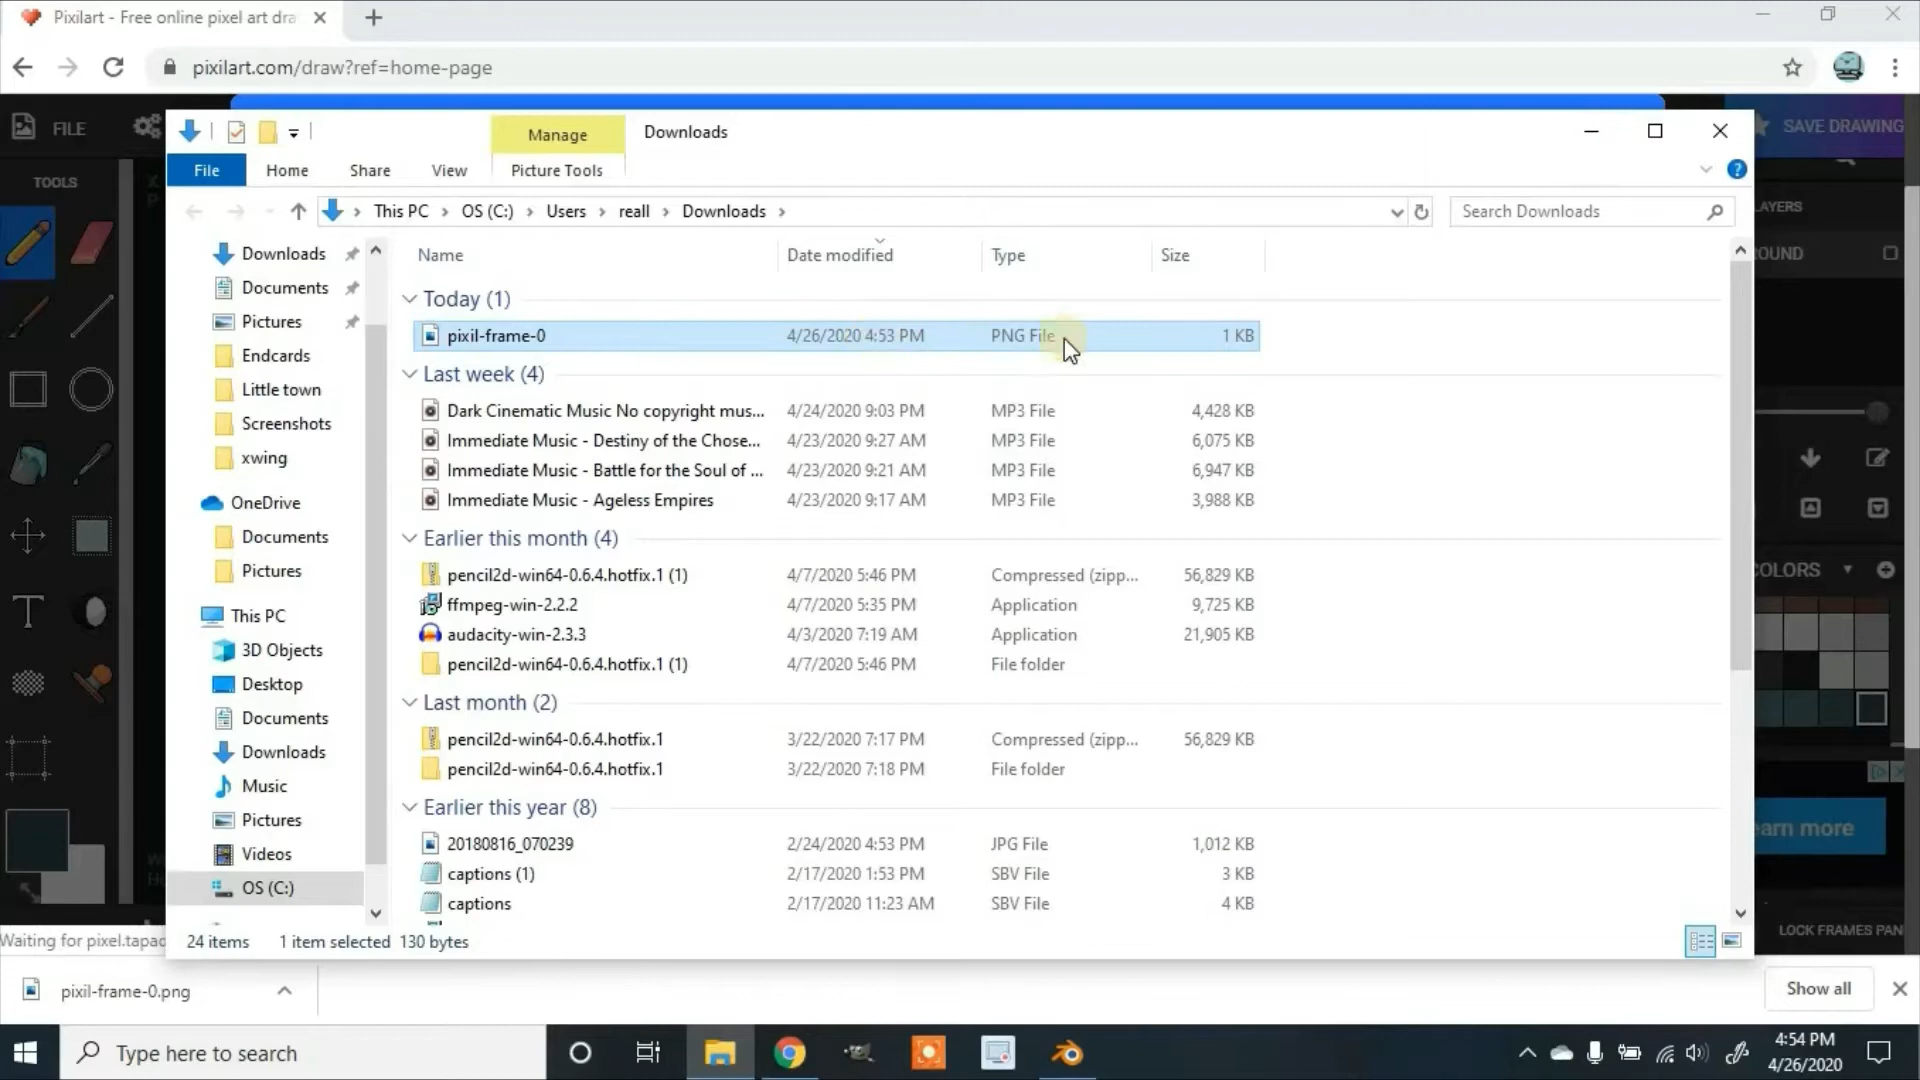 Pixilart - Free online pixel art dra
pixilart.com/draw?ref=home-page
FILE
SAVE DRAWING
TOOLS
Manage
Downloads
File
Home
Share
View
Picture Tools
This PC > OS (C:) > Users > reall > Downloads >
Search Downloads
AYERS
OUND
Downloads
Documents
Pictures
Endcards
Little town
Screenshots
xwing
OneDrive
Documents
Pictures
This PC
3D Objects
Desktop
Documents
Downloads
Music
Pictures
Videos
OS (C:)
Name Date modified Type Size
Today (1)
pixil-frame-0 4/26/2020 4:53 PM PNG File 1 KB
Last week (4)
Dark Cinematic Music No copyright mus... 4/24/2020 9:03 PM MP3 File 4,428 KB
Immediate Music - Destiny of the Chose... 4/23/2020 9:27 AM MP3 File 6,075 KB
Immediate Music - Battle for the Soul of ... 4/23/2020 9:21 AM MP3 File 6,947 KB
Immediate Music - Ageless Empires 4/23/2020 9:17 AM MP3 File 3,988 KB
Earlier this month (4)
pencil2d-win64-0.6.4.hotfix.1 (1) 4/7/2020 5:46 PM Compressed (zipp... 56,829 KB
ffmpeg-win-2.2.2 4/7/2020 5:35 PM Application 9,725 KB
audacity-win-2.3.3 4/3/2020 7:19 AM Application 21,905 KB
pencil2d-win64-0.6.4.hotfix.1 (1) 4/7/2020 5:46 PM File folder
Last month (2)
pencil2d-win64-0.6.4.hotfix.1 3/22/2020 7:17 PM Compressed (zipp... 56,829 KB
pencil2d-win64-0.6.4.hotfix.1 3/22/2020 7:18 PM File folder
Earlier this year (8)
20180816_070239 2/24/2020 4:53 PM JPG File 1,012 KB
captions (1) 2/17/2020 1:53 PM SBV File 3 KB
captions 2/17/2020 11:23 AM SBV File 4 KB
OLORS
earn more
LOCK FRAMES PAN
Waiting for pixel.tapad
24 items 1 item selected 130 bytes
pixil-frame-0.png
Show all
Type here to search
4:54 PM
4/26/2020